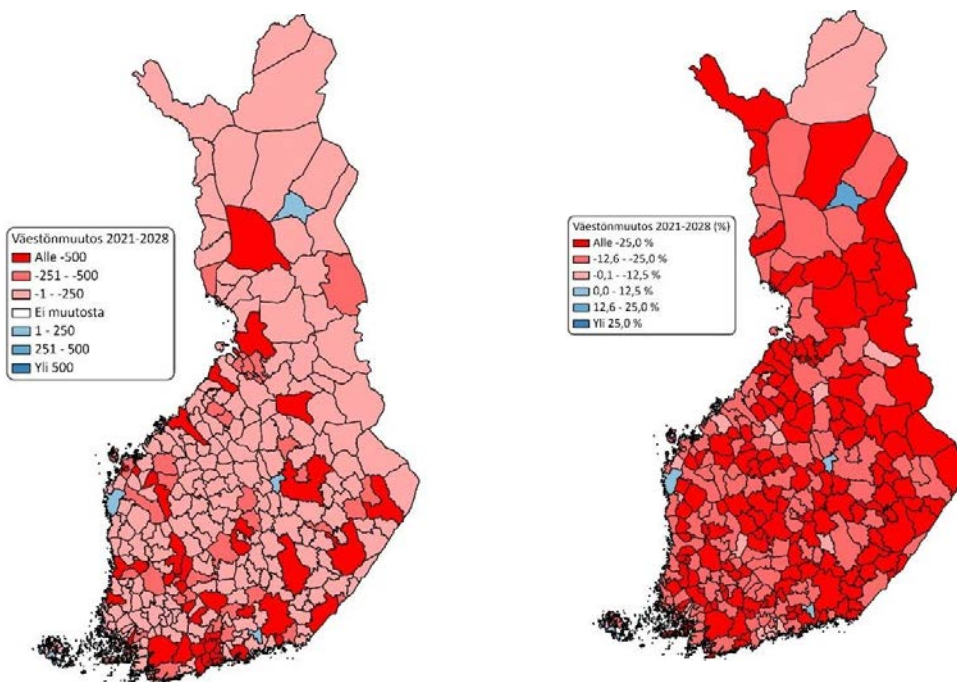 Väestönmuutos 2021-2028
Alle -500
-251 - -500
-1 - -250
Ei muutosta
1 - 250
251 - 500
Yli 500
Väestönmuutos 2021-2028 (%)
Alle -25,0 %
-12,6 - -25,0 %
-0,1 - -12,5 %
0,0 - 12,5 %
12,6 - 25,0 %
Yli 25,0 %